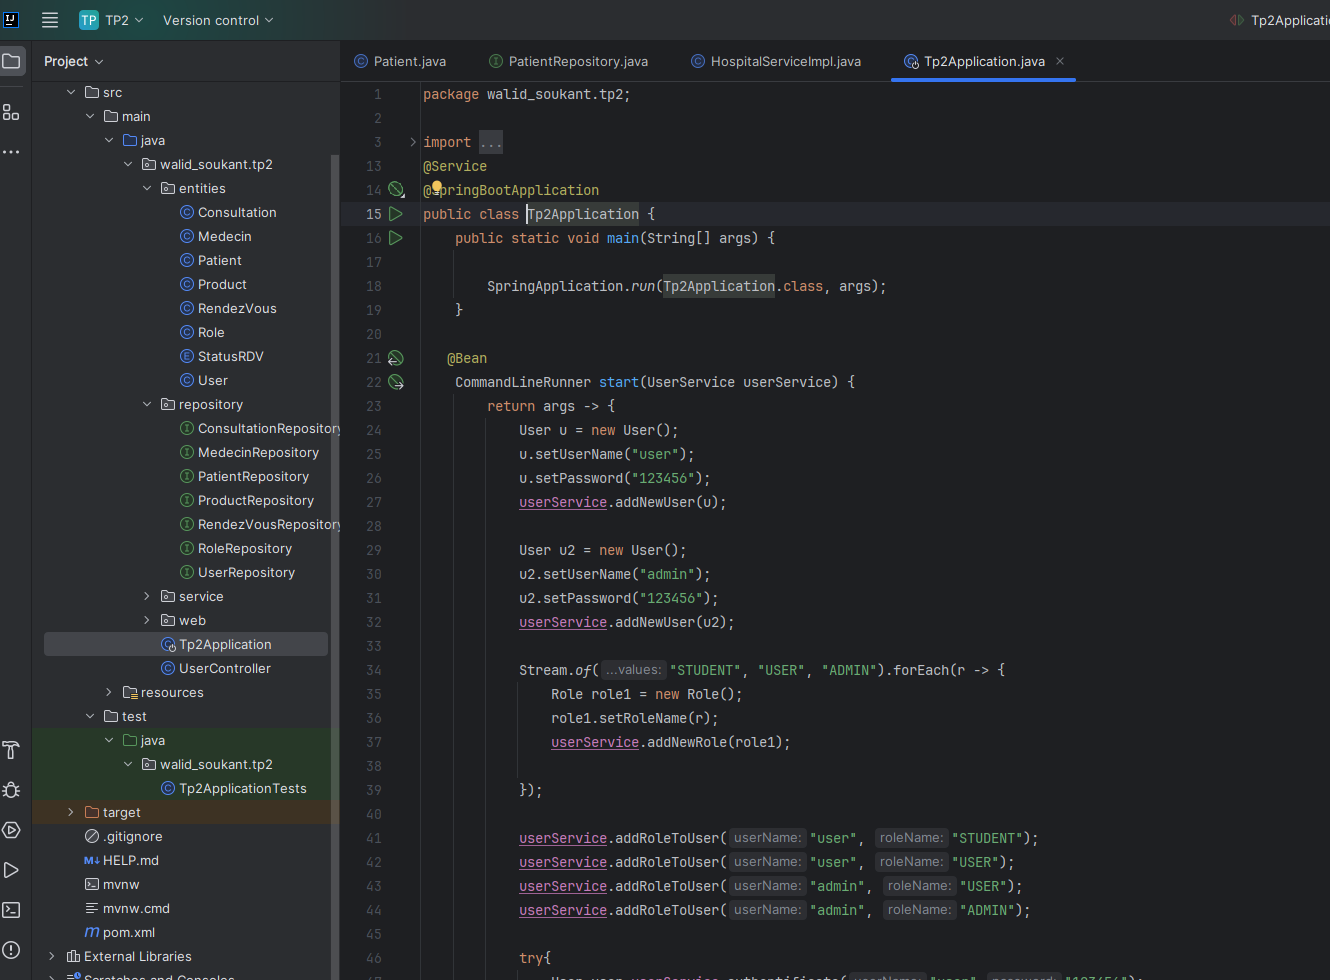 TP TP2 Version control Tp2Applicati
Project
Patient.java PatientRepository.java HospitalServiceImpl.java Tp2Application.java
src
main
java
walid_soukant.tp2
entities
Consultation
Medecin
Patient
Product
RendezVous
Role
StatusRDV
User
repository
ConsultationRepository
MedecinRepository
PatientRepository
ProductRepository
RendezVousRepository
RoleRepository
UserRepository
service
web
Tp2Application
UserController
resources
test
java
walid_soukant.tp2
Tp2ApplicationTests
target
.gitignore
HELP.md
mvnw
mvnw.cmd
pom.xml
External Libraries
Scratches and Consoles
1 package walid_soukant.tp2;
2
3 import ...
13 @Service
14 @SpringBootApplication
15 public class Tp2Application {
16 public static void main(String[] args) {
17
18 SpringApplication.run(Tp2Application.class, args);
19 }
20
21 @Bean
22 CommandLineRunner start(UserService userService) {
23 return args -> {
24 User u = new User();
25 u.setUserName("user");
26 u.setPassword("123456");
27 userService.addNewUser(u);
28
29 User u2 = new User();
30 u2.setUserName("admin");
31 u2.setPassword("123456");
32 userService.addNewUser(u2);
33
34 Stream.of( ...values: "STUDENT", "USER", "ADMIN").forEach(r -> {
35 Role role1 = new Role();
36 role1.setRoleName(r);
37 userService.addNewRole(role1);
38
39 });
40
41 userService.addRoleToUser( userName: "user", roleName: "STUDENT");
42 userService.addRoleToUser( userName: "user", roleName: "USER");
43 userService.addRoleToUser( userName: "admin", roleName: "USER");
44 userService.addRoleToUser( userName: "admin", roleName: "ADMIN");
45
46 try{